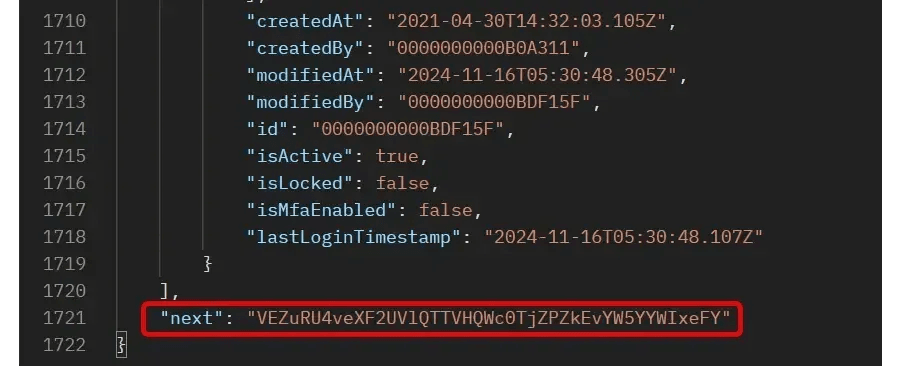 1710 "createdAt": "2021-04-30T14:32:03.105Z",
1711 "createdBy": "0000000000B0A311",
1712 "modifiedAt": "2024-11-16T05:30:48.305Z",
1713 "modifiedBy": "0000000000BDF15F",
1714 "id": "0000000000BDF15F",
1715 "isActive": true,
1716 "isLocked": false,
1717 "isMfaEnabled": false,
1718 "lastLoginTimestamp": "2024-11-16T05:30:48.107Z"
1719 }
1720 ],
1721 "next": "VEZuRU4veXF2UVlQTTVHQWc0TjZPZkEvYW5YYWIxeFY"
1722 }